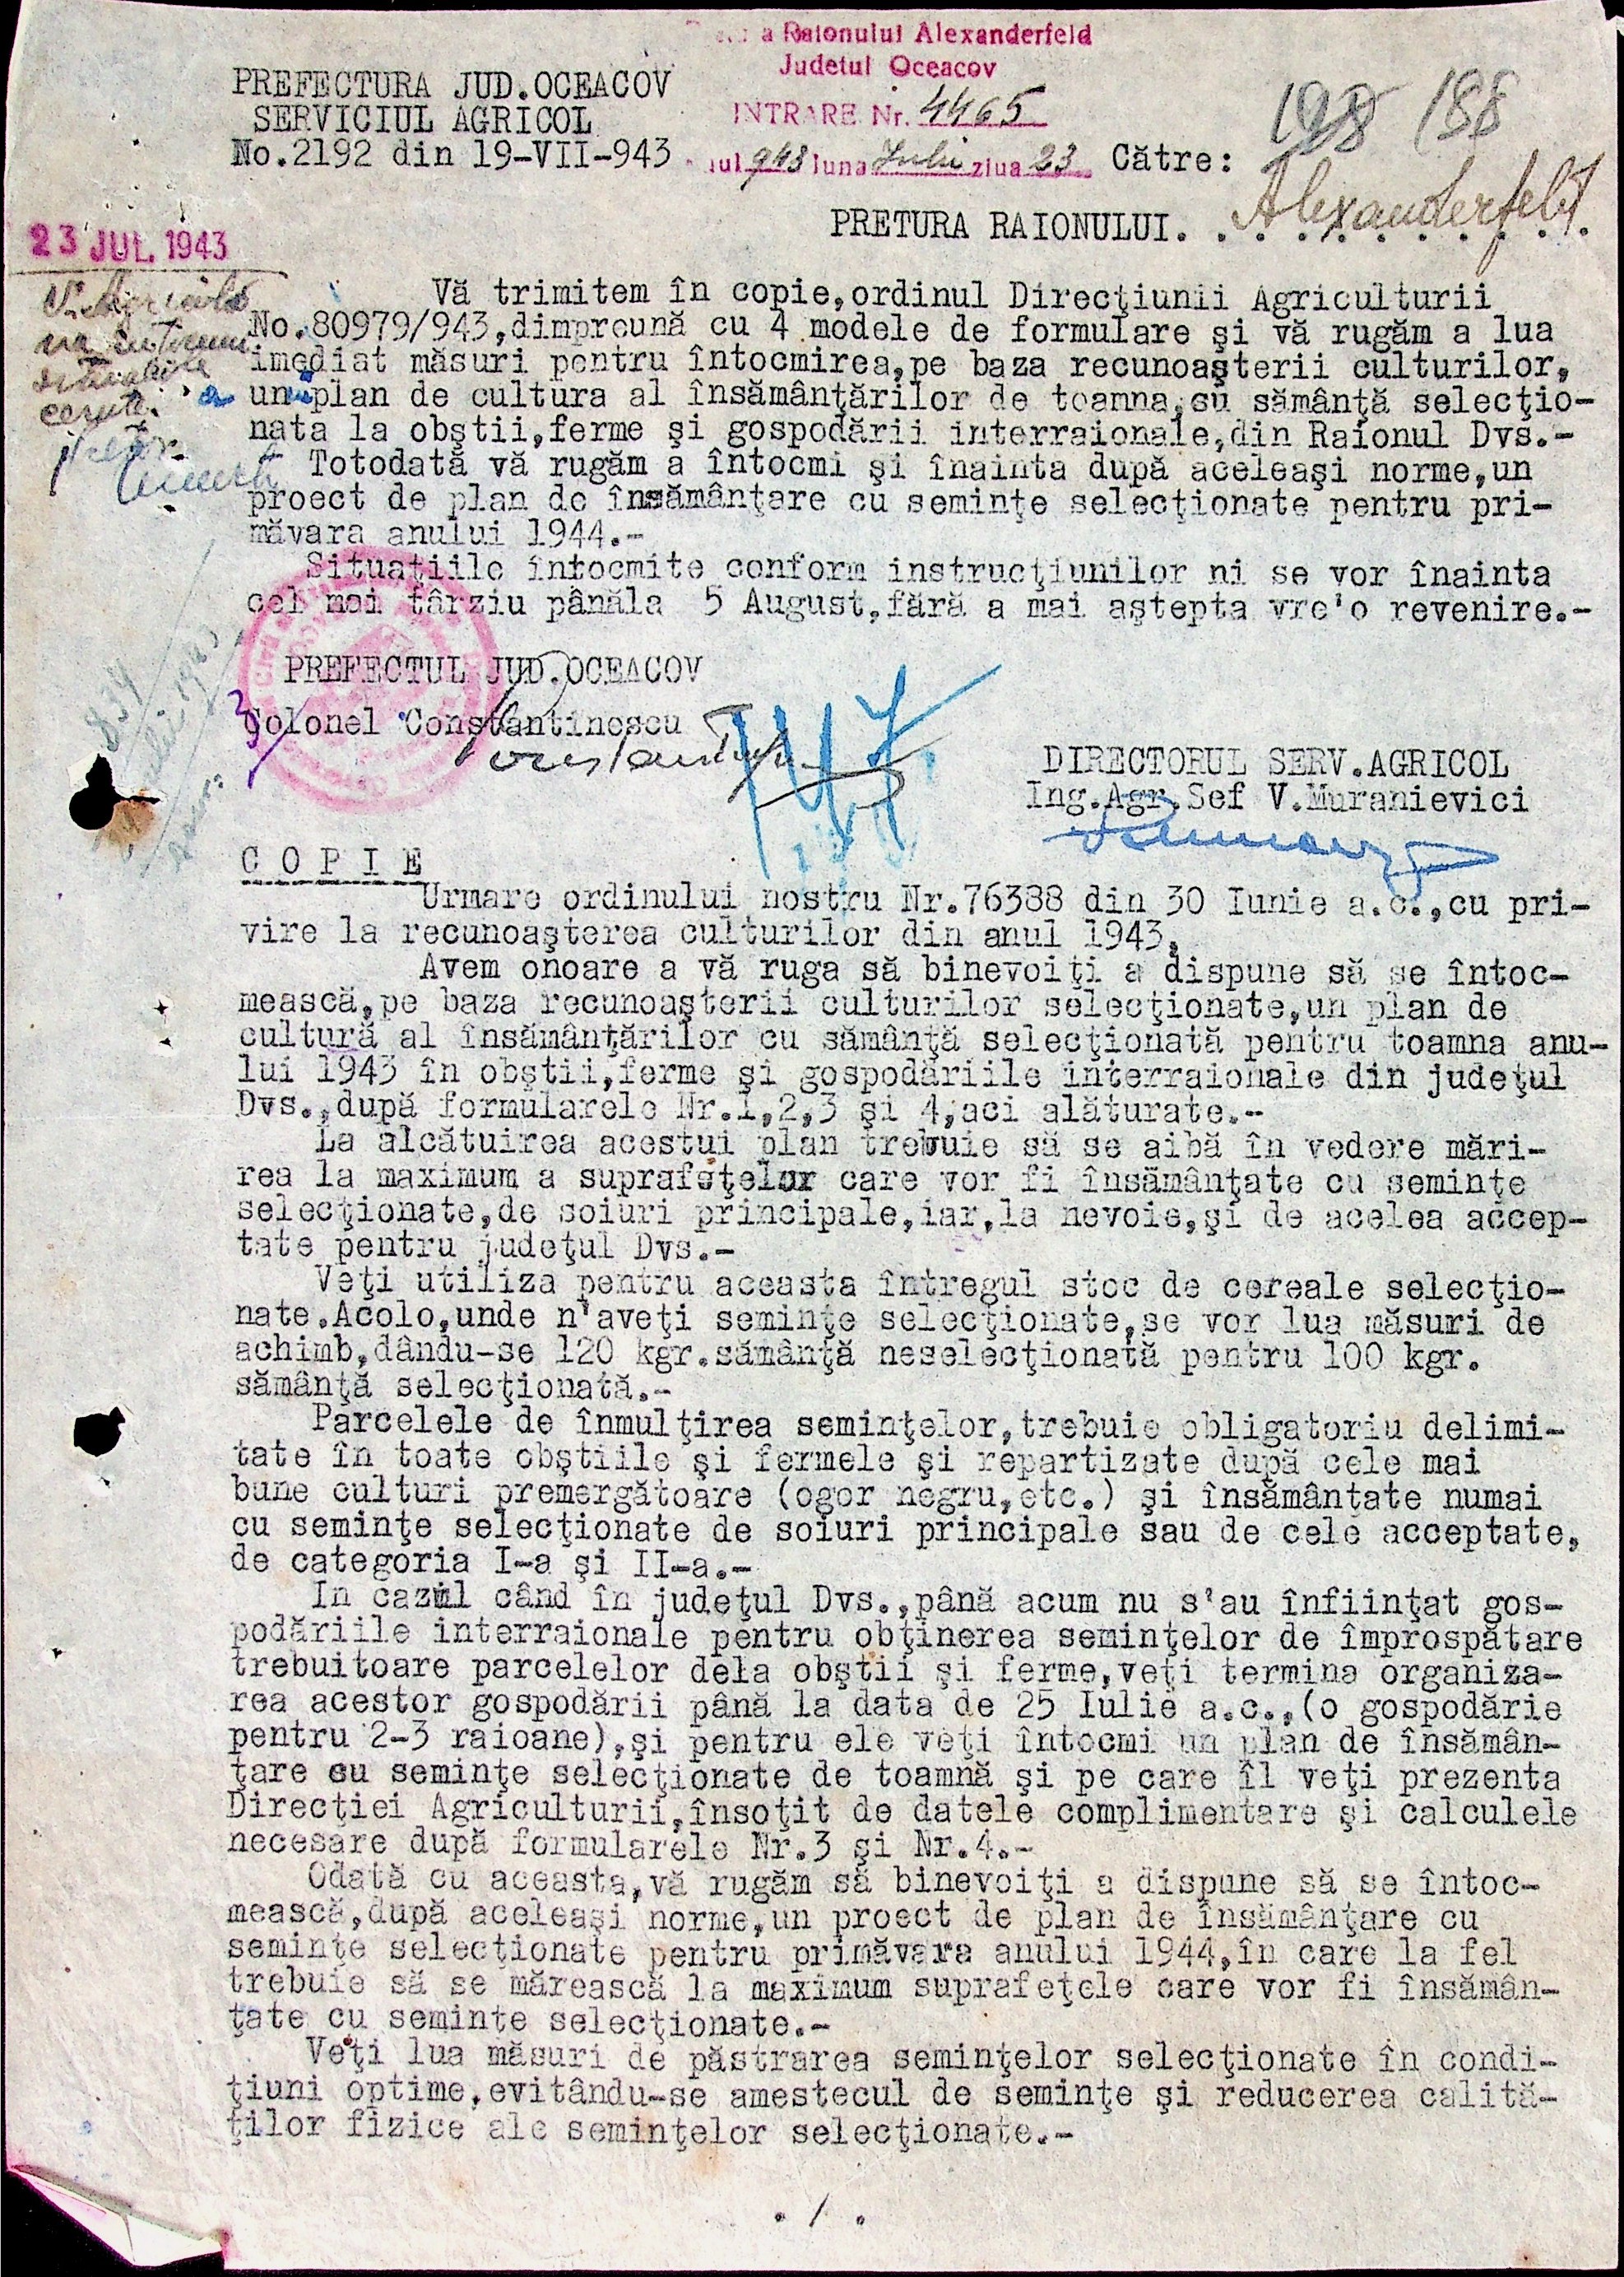 a Raionului Alexanderfeld
Judetul Oceacov
INTRARE Nr. 4465
943 luna Iulie ziua 23
198 188
PREFECTURA JUD.OCEACOV
SERVICIUL AGRICOL
No.2192 din 19-VII-943
Către:
PRETURA RAIONULUI. . Alexanderfeld
23 JUL. 1943
S. Agricol
va întocmi
situatiile
cerute.
Vă trimitem în copie,ordinul Direcţiunii Agriculturii
No.80979/943,dimpreună cu 4 modele de formulare şi vă rugăm a lua
imediat măsuri pentru întocmirea,pe baza recunoaşterii culturilor,
a unui plan de cultura al însămânţărilor de toamna,cu sămânţă selecţio-
nata la obştii,ferme şi gospodării interraionale,din Raionul Dvs.-
Totodată vă rugăm a întocmi şi înainta după aceleaşi norme,un
proect de plan de însămânţare cu seminţe selecţionate pentru pri-
măvara anului 1944.-
Situaţiile întocmite conform instrucţiunilor ni se vor înainta
cel mai târziu pânăla 5 August,fără a mai aştepta vre'o revenire.-
PREFECTUL JUD.OCEACOV
Colonel Constantinescu
DIRECTORUL SERV.AGRICOL
Ing.Agr.Sef V.Muranievici
COPIE
Urmare ordinului nostru Nr.76388 din 30 Iunie a.c.,cu pri-
vire la recunoaşterea culturilor din anul 1943,
Avem onoare a vă ruga să binevoiţi a dispune să se întoc-
mească,pe baza recunoaşterii culturilor selecţionate,un plan de
cultură al însămânţărilor cu sămânţă selecţionată pentru toamna anu-
lui 1943 în obştii,ferme şi gospodăriile interraionale din judeţul
Dvs.,după formularele Nr.1,2,3 şi 4,aci alăturate.-
La alcătuirea acestui plan trebuie să se aibă în vedere mări-
rea la maximum a suprafeţelor care vor fi însămânţate cu seminţe
selecţionate,de soiuri principale,iar,la nevoie,şi de acelea accep-
tate pentru judeţul Dvs.-
Veţi utiliza pentru aceasta întregul stoc de cereale selecţio-
nate.Acolo,unde n'aveţi seminţe selecţionate,se vor lua măsuri de
achimb,dându-se 120 kgr.sămânţă neselecţionată pentru 100 kgr.
sămânţă selecţionată.-
Parcelele de înmulţirea seminţelor,trebuie obligatoriu delimi-
tate în toate obştiile şi fermele şi repartizate după cele mai
bune culturi premergătoare (ogor negru,etc.) şi însămânţate numai
cu seminţe selecţionate de soiuri principale sau de cele acceptate,
de categoria I-a şi II-a.-
In cazul când în judeţul Dvs.,până acum nu s'au înfiinţat gos-
podăriile interraionale pentru obţinerea seminţelor de împrospătare
trebuitoare parcelelor dela obştii şi ferme,veţi termina organiza-
rea acestor gospodării până la data de 25 Iulie a.c.,(o gospodărie
pentru 2-3 raioane),şi pentru ele veţi întocmi un plan de însămân-
ţare cu seminţe selecţionate de toamnă şi pe care îl veţi prezenta
Direcţiei Agriculturii,însoţit de datele complimentare şi calculele
necesare după formularele Nr.3 şi Nr.4.-
Odată cu aceasta,vă rugăm să binevoiţi a dispune să se întoc-
mească,după aceleaşi norme,un proect de plan de însămânţare cu
seminţe selecţionate pentru primăvara anului 1944,în care la fel
trebuie să se mărească la maximum suprafeţele care vor fi însămân-
ţate cu seminte selecţionate.-
Veţi lua măsuri de păstrarea seminţelor selecţionate în condi-
ţiuni optime,evitându-se amestecul de seminţe şi reducerea calită-
ţilor fizice ale seminţelor selecţionate.-
. / .